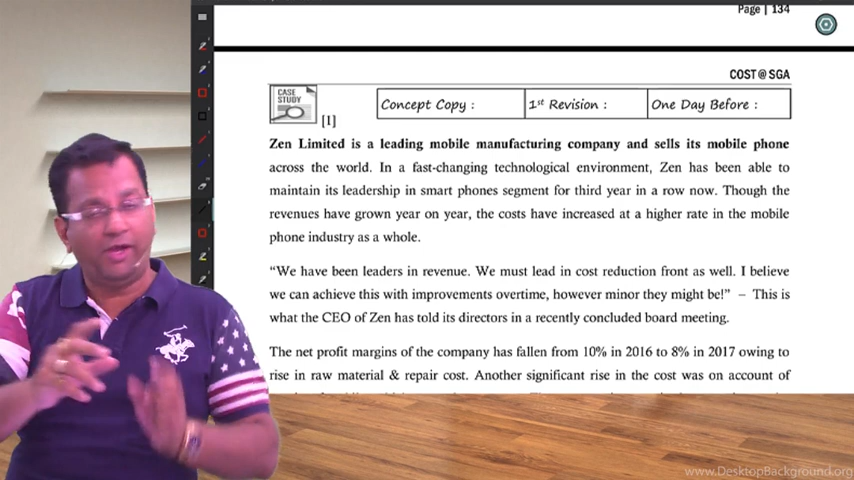 Page | 134
COST@SGA
CASE
STUDY
[1]
Concept Copy :
1st Revision :
One Day Before :
Zen Limited is a leading mobile manufacturing company and sells its mobile phone
across the world. In a fast-changing technological environment, Zen has been able to
maintain its leadership in smart phones segment for third year in a row now. Though the
revenues have grown year on year, the costs have increased at a higher rate in the mobile
phone industry as a whole.
“We have been leaders in revenue. We must lead in cost reduction front as well. I believe
we can achieve this with improvements overtime, however minor they might be!” – This is
what the CEO of Zen has told its directors in a recently concluded board meeting.
The net profit margins of the company has fallen from 10% in 2016 to 8% in 2017 owing to
rise in raw material & repair cost. Another significant rise in the cost was on account of
www.DesktopBackground.org